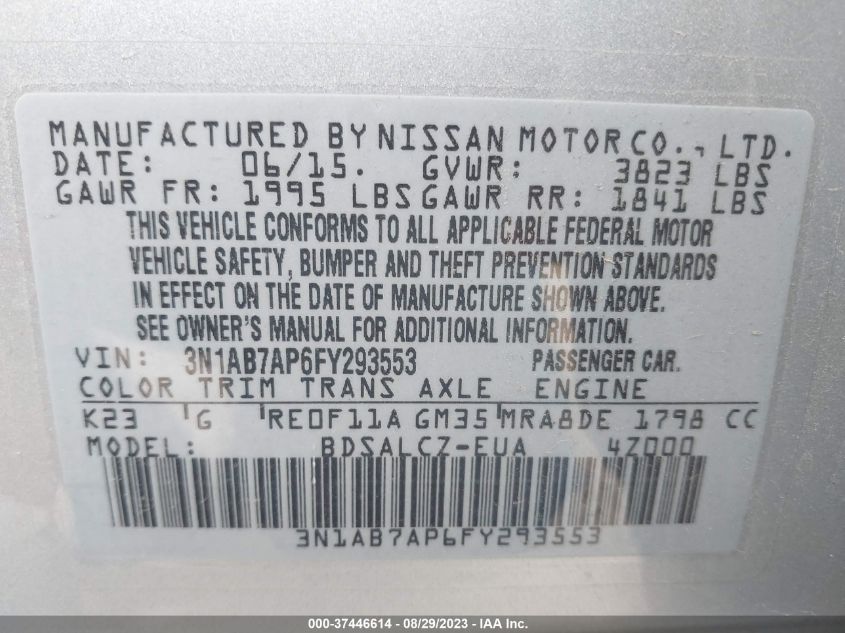 MANUFACTURED BY NISSAN MOTOR CO., LTD.
DATE: 06/15. GVWR: 3823 LBS
GAWR FR: 1995 LBS GAWR RR: 1841 LBS
THIS VEHICLE CONFORMS TO ALL APPLICABLE FEDERAL MOTOR
VEHICLE SAFETY, BUMPER AND THEFT PREVENTION STANDARDS
IN EFFECT ON THE DATE OF MANUFACTURE SHOWN ABOVE.
SEE OWNER'S MANUAL FOR ADDITIONAL INFORMATION.
VIN: 3N1AB7AP6FY293553 PASSENGER CAR.
COLOR TRIM TRANS AXLE ENGINE
K23 G RE0F11A GM35 MRA8DE 1798 CC
MODEL: BDSALCZ-EUA 4Z000
3N1AB7AP6FY293553
000-37446614 - 08/29/2023 - IAA Inc.